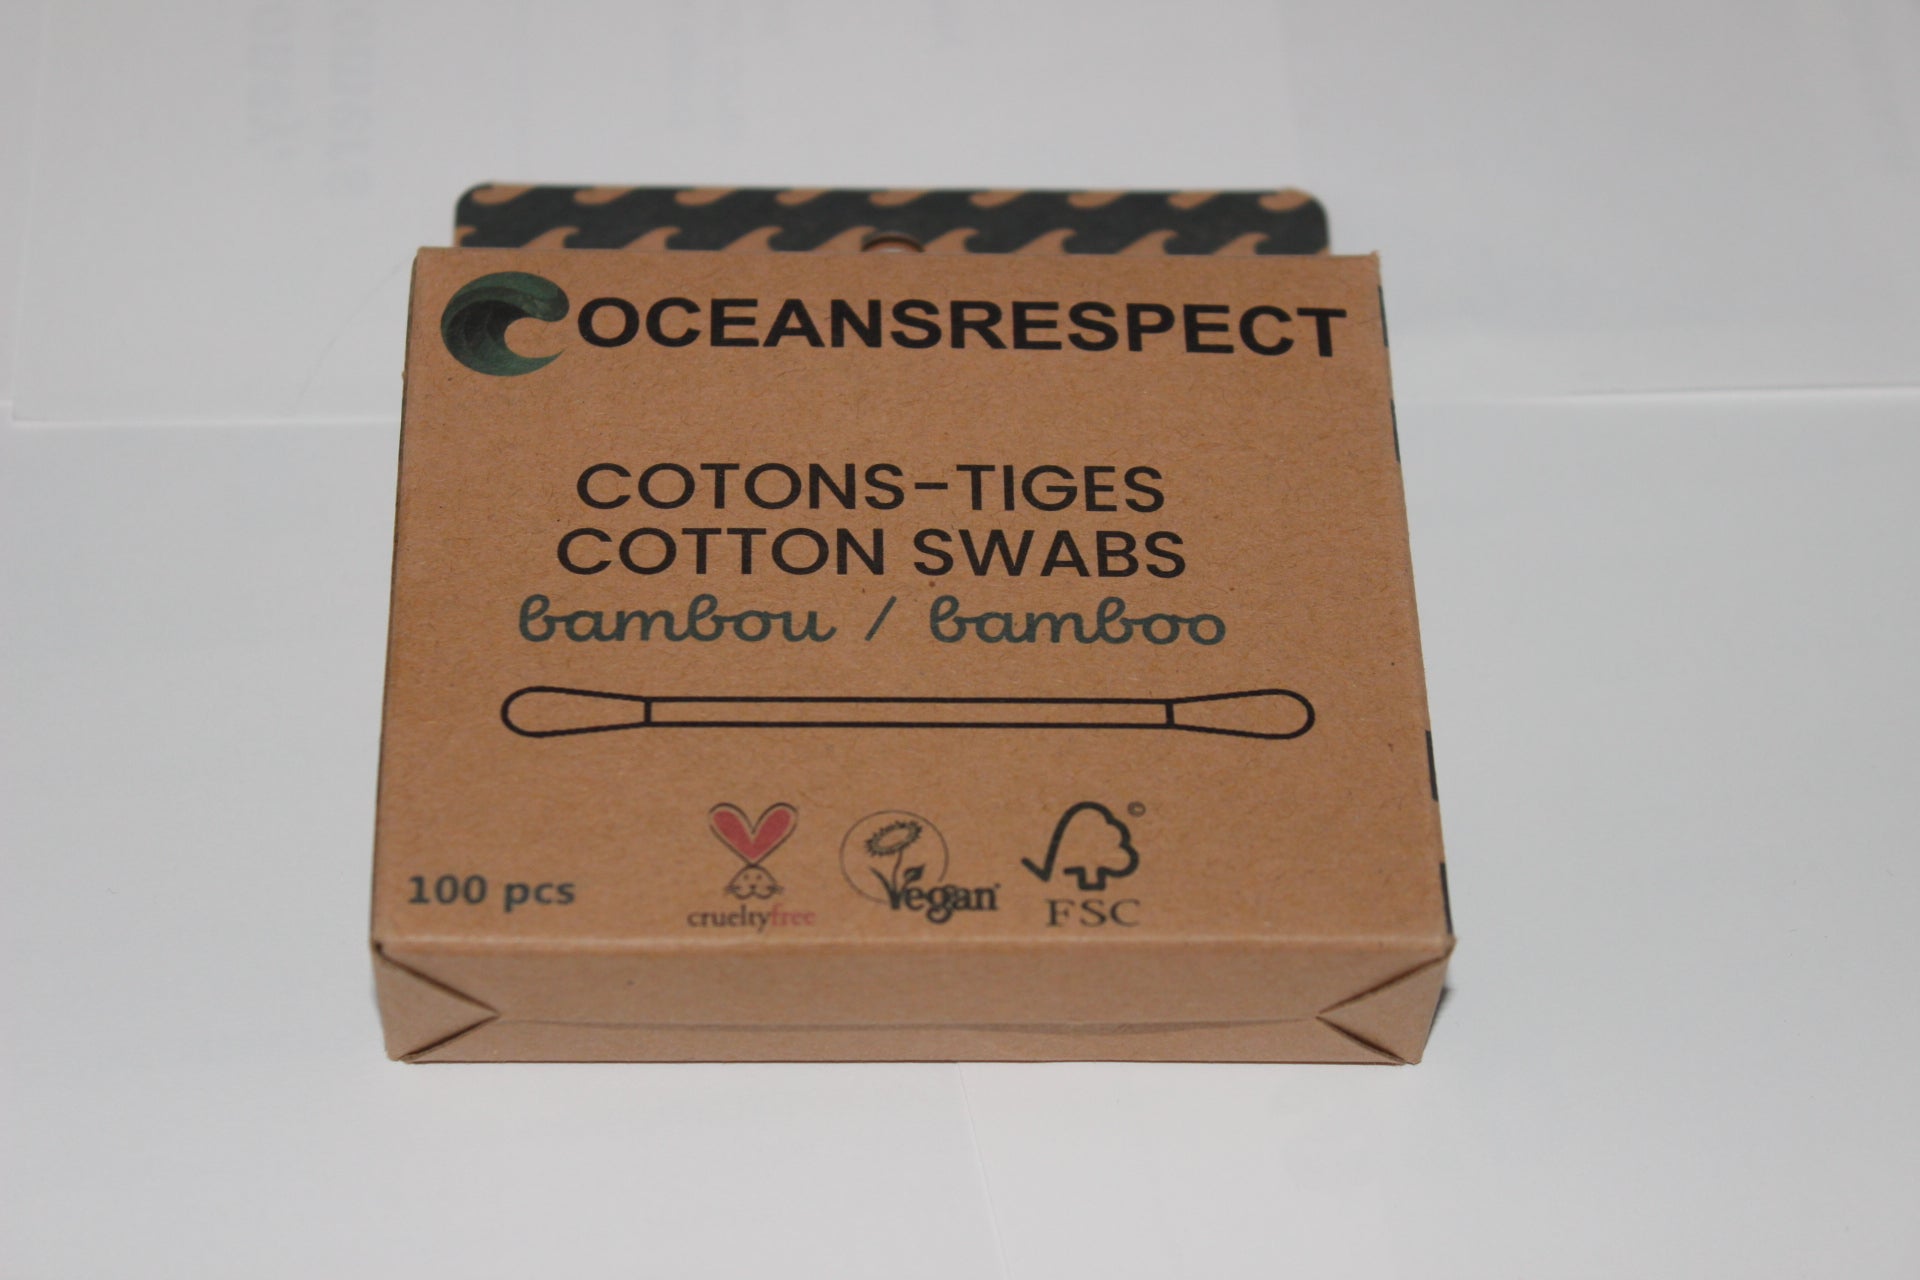 OCEANSRESPECT
COTONS-TIGES
COTTON SWABS
bambou / bamboo
100 pcs
crueltyfree
Vegan
©
FSC